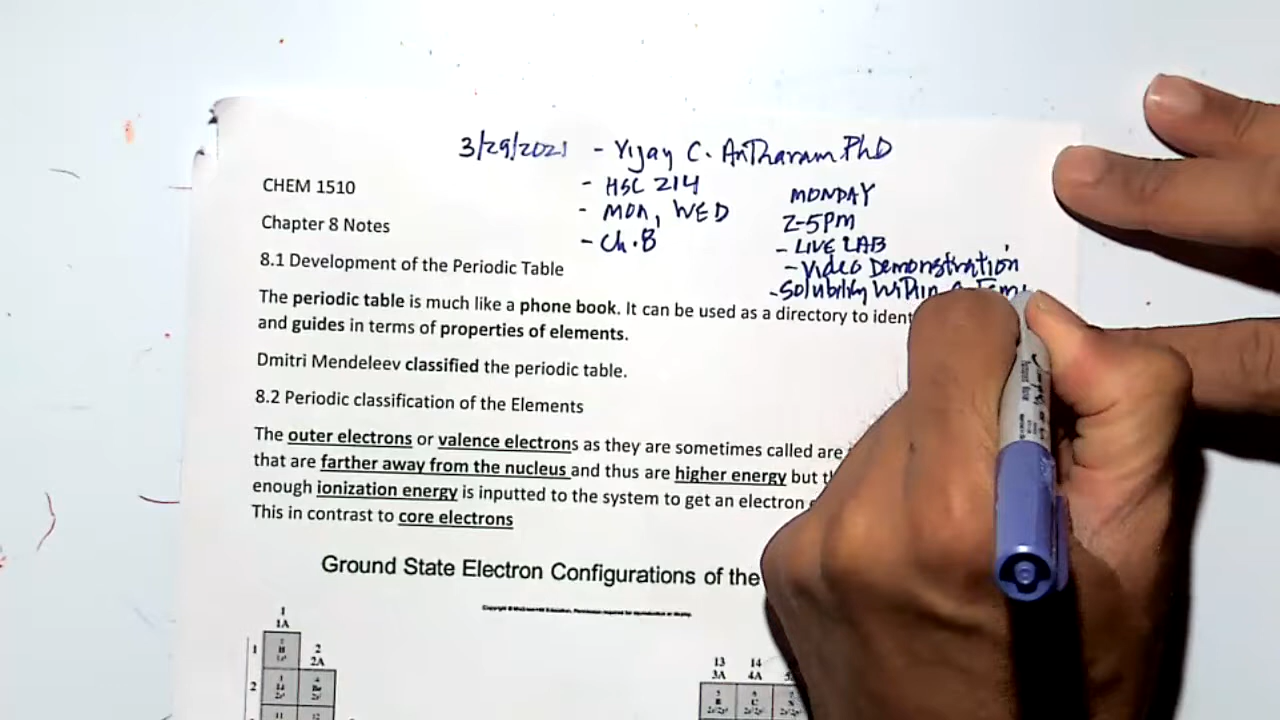 3/29/2021 - Vijay C. Antharam PhD
- HSC 214
- MON, WED
- Ch. 8
MONDAY
2-5pm
- LIVE LAB
- Video Demonstration
- Solubility within
CHEM 1510
Chapter 8 Notes
8.1 Development of the Periodic Table
The periodic table is much like a phone book. It can be used as a directory to
and guides in terms of properties of elements.
Dmitri Mendeleev classified the periodic table.
8.2 Periodic classification of the Elements
The outer electrons or valence electrons as they are sometimes called are
that are farther away from the nucleus and thus are higher energy but
enough ionization energy is inputted to the system to get an electron
This in contrast to core electrons
Ground State Electron Configurations of the
1
1A
2
2A
13
3A
14
4A
1
2